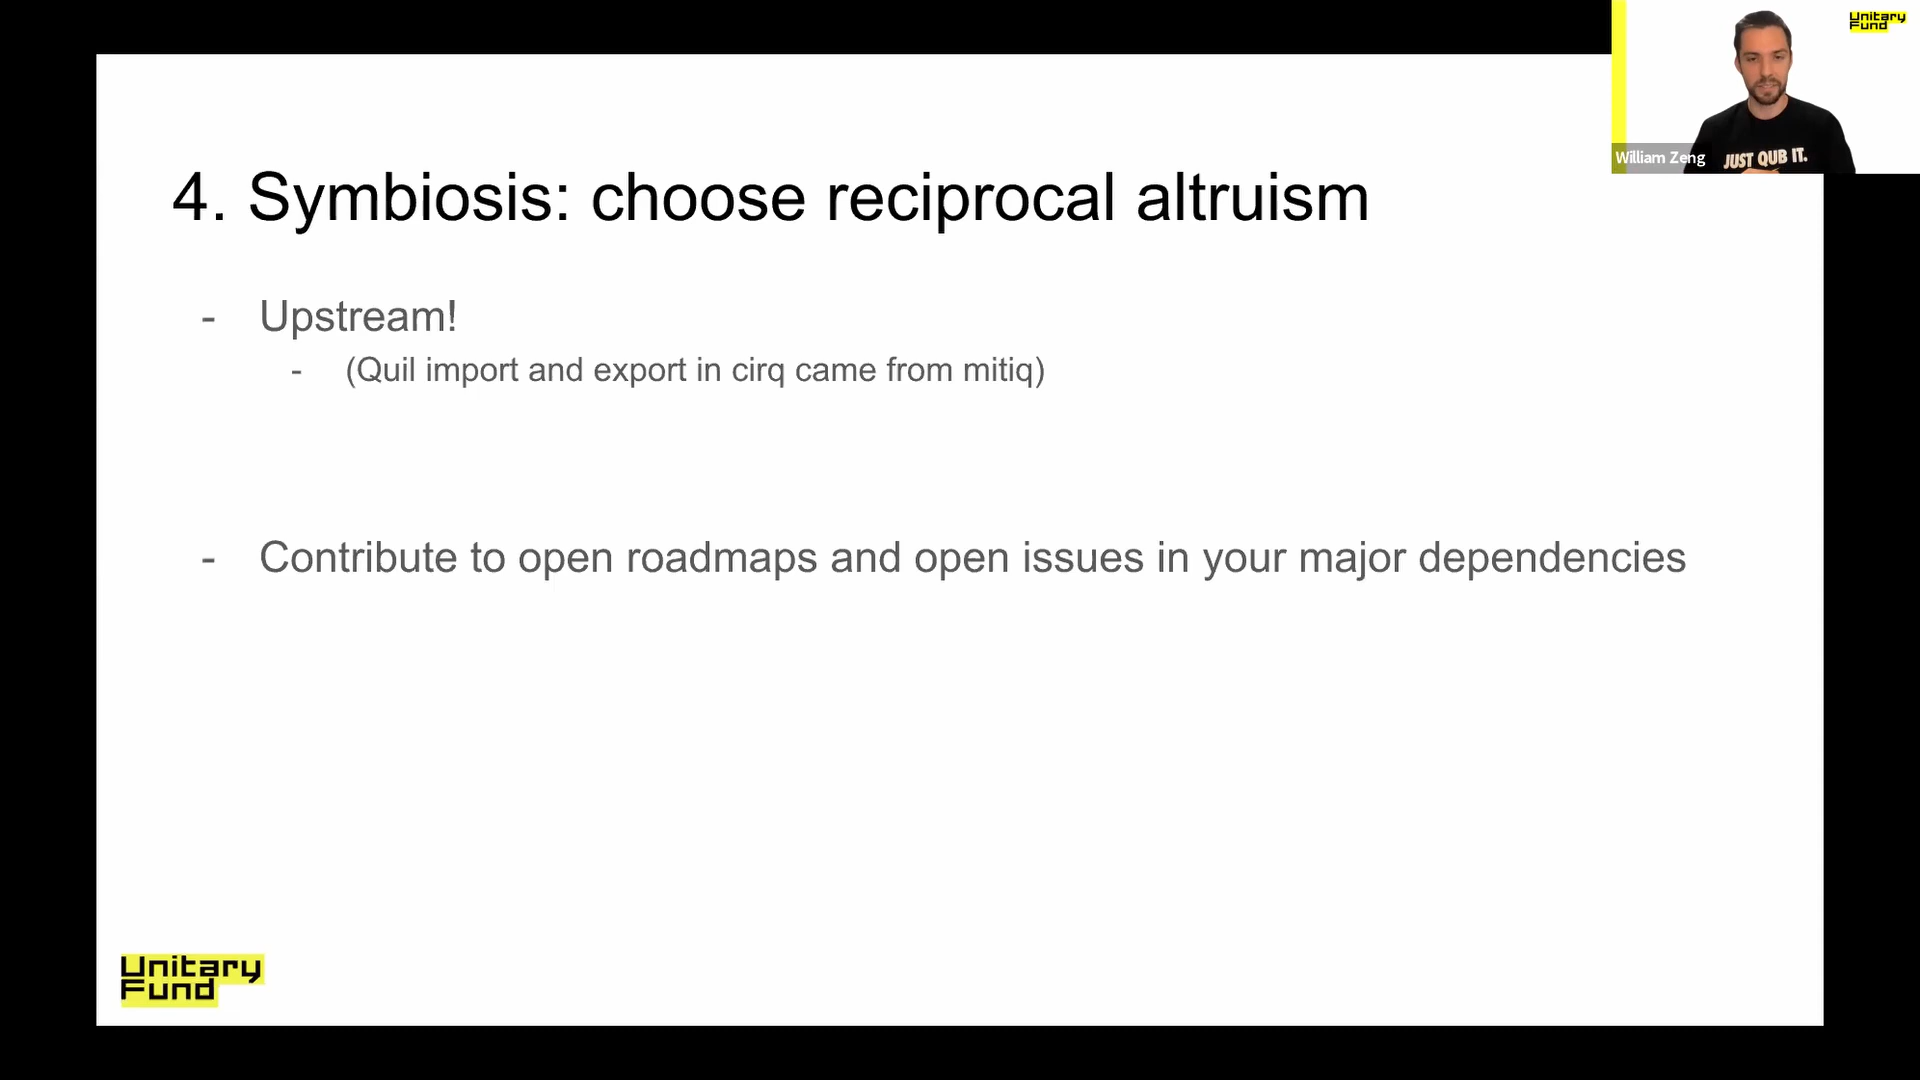 Unitary
Fund
William Zeng
JUST QUB IT.
4. Symbiosis: choose reciprocal altruism
- Upstream!
- (Quil import and export in cirq came from mitiq)
- Contribute to open roadmaps and open issues in your major dependencies
Unitary
Fund